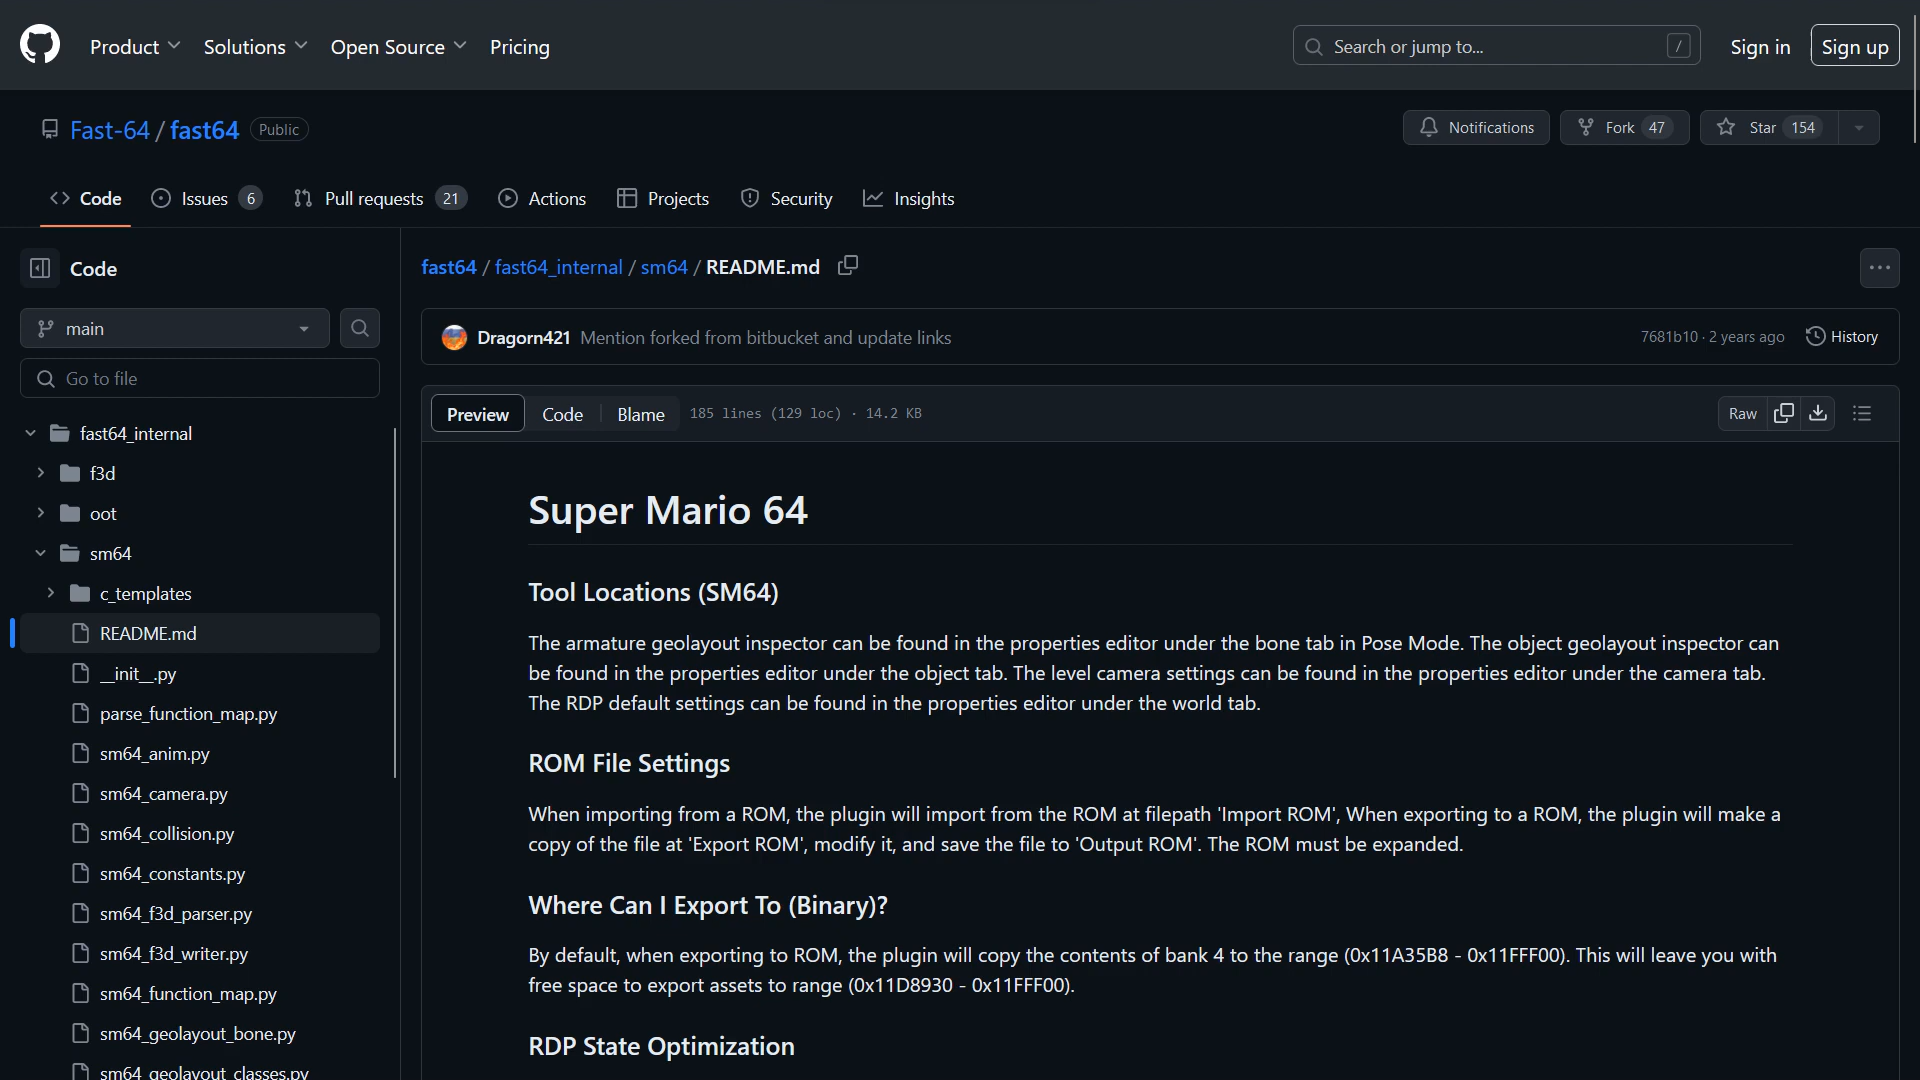 Product Solutions Open Source Pricing Search or jump to... / Sign in Sign up
Fast-64 / fast64 Public Notifications Fork 47 Star 154
Code Issues 6 Pull requests 21 Actions Projects Security Insights
Code
main
Go to file
fast64_internal
f3d
oot
sm64
c_templates
README.md
__init__.py
parse_function_map.py
sm64_anim.py
sm64_camera.py
sm64_collision.py
sm64_constants.py
sm64_f3d_parser.py
sm64_f3d_writer.py
sm64_function_map.py
sm64_geolayout_bone.py
sm64_geolayout_classes.py
fast64 / fast64_internal / sm64 / README.md
Dragorn421 Mention forked from bitbucket and update links 7681b10 · 2 years ago History
Preview Code Blame 185 lines (129 loc) · 14.2 KB Raw
Super Mario 64
Tool Locations (SM64)
The armature geolayout inspector can be found in the properties editor under the bone tab in Pose Mode. The object geolayout inspector can
be found in the properties editor under the object tab. The level camera settings can be found in the properties editor under the camera tab.
The RDP default settings can be found in the properties editor under the world tab.
ROM File Settings
When importing from a ROM, the plugin will import from the ROM at filepath 'Import ROM', When exporting to a ROM, the plugin will make a
copy of the file at 'Export ROM', modify it, and save the file to 'Output ROM'. The ROM must be expanded.
Where Can I Export To (Binary)?
By default, when exporting to ROM, the plugin will copy the contents of bank 4 to the range (0x11A35B8 - 0x11FFF00). This will leave you with
free space to export assets to range (0x11D8930 - 0x11FFF00).
RDP State Optimization